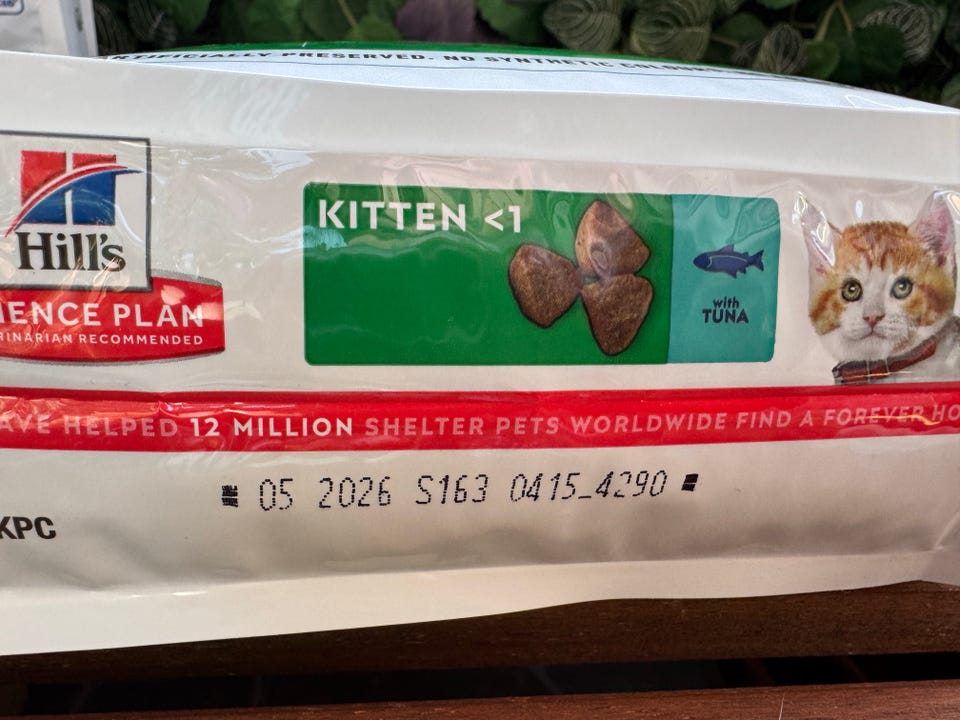 ARTIFICIALLY PRESERVED. NO SYNTHETIC
Hill's
IENCE PLAN
RINARIAN RECOMMENDED
KITTEN <1
with
TUNA
AVE HELPED 12 MILLION SHELTER PETS WORLDWIDE FIND A FOREVER HO
05 2026 S163 0415_4290
KPC